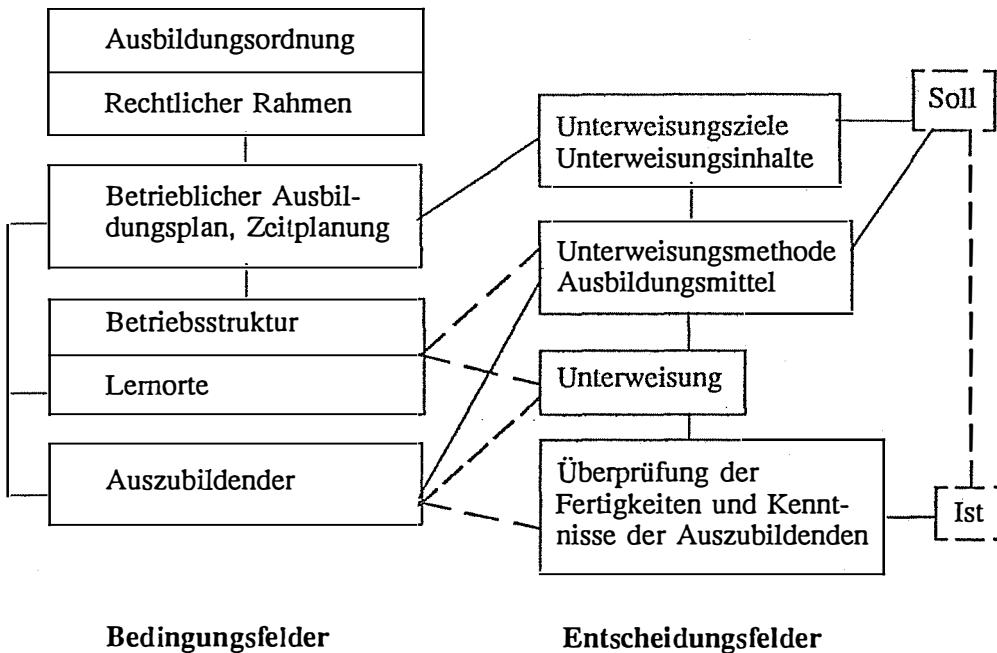 Ausbildungsordnung
Rechtlicher Rahmen
Betrieblicher Ausbil-
dungsplan, Zeitplanung
Betriebsstruktur
Lernorte
Auszubildender
Bedingungsfelder
Unterweisungsziele
Unterweisungsinhalte
Unterweisungsmethode
Ausbildungsmittel
Unterweisung
Überprüfung der
Fertigkeiten und Kennt-
nisse der Auszubildenden
Entscheidungsfelder
Soll
Ist